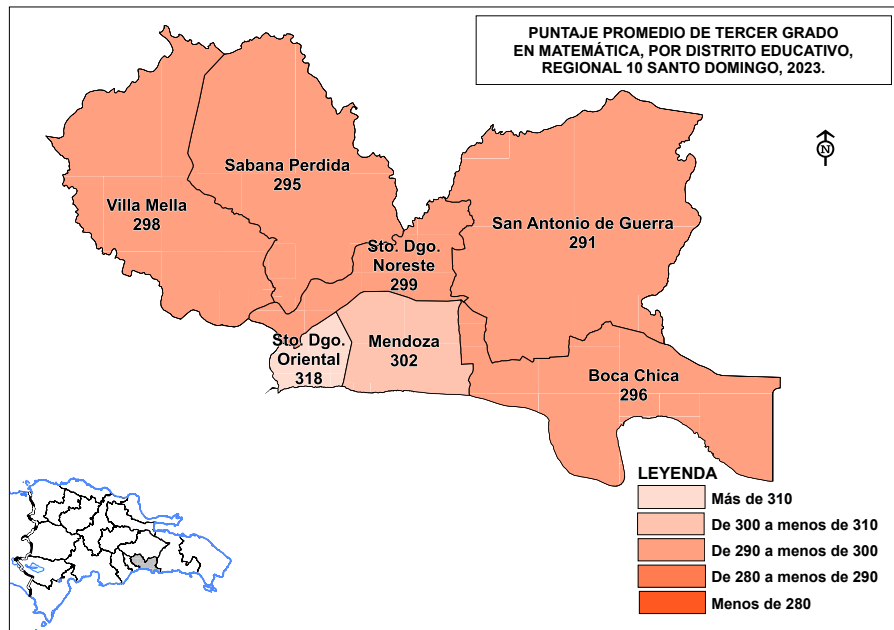 PUNTAJE PROMEDIO DE TERCER GRADO
EN MATEMÁTICA, POR DISTRITO EDUCATIVO,
REGIONAL 10 SANTO DOMINGO, 2023.
N
Sabana Perdida
295
Villa Mella
298
San Antonio de Guerra
291
Sto. Dgo.
Noreste
299
Sto. Dgo.
Oriental
318
Mendoza
302
Boca Chica
296
LEYENDA
Más de 310
De 300 a menos de 310
De 290 a menos de 300
De 280 a menos de 290
Menos de 280